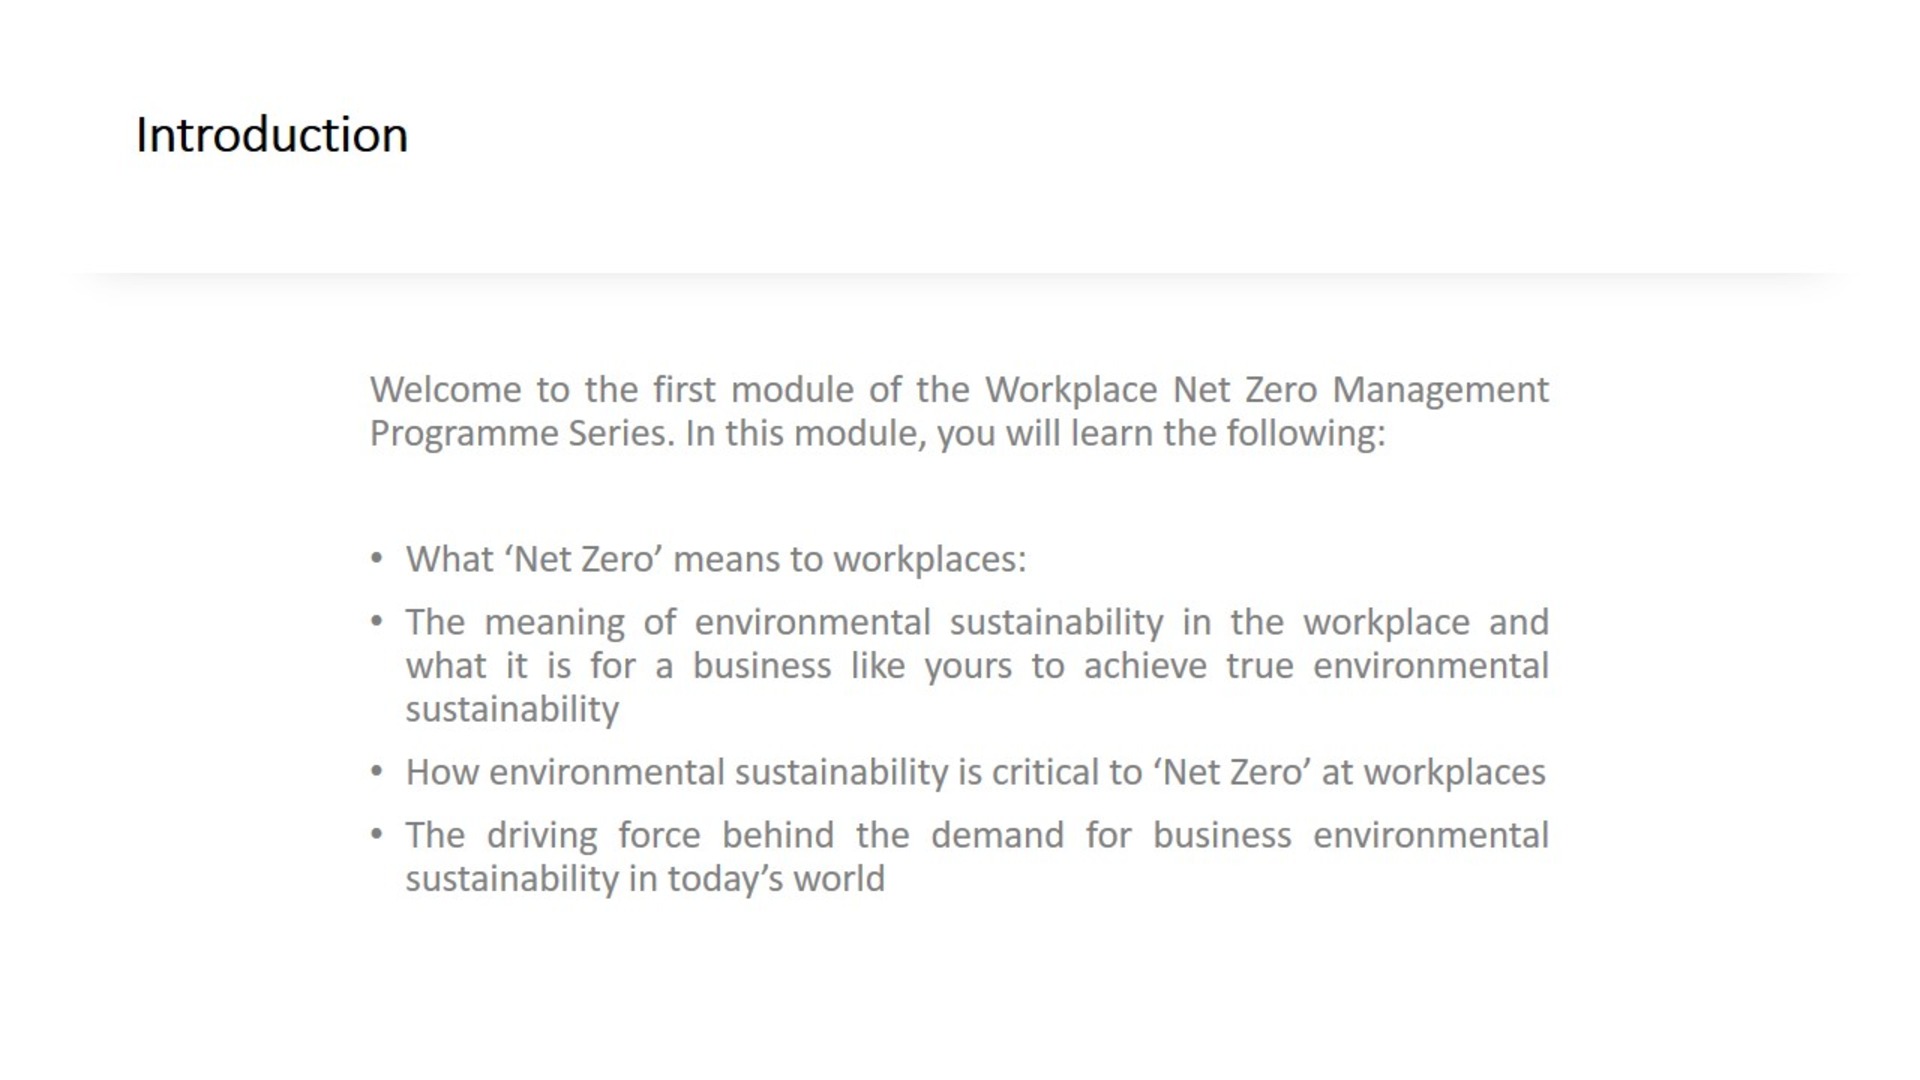 Introduction
Welcome to the first module of the Workplace Net Zero Management
Programme Series. In this module, you will learn the following:
• What ‘Net Zero’ means to workplaces:
• The meaning of environmental sustainability in the workplace and
what it is for a business like yours to achieve true environmental
sustainability
• How environmental sustainability is critical to ‘Net Zero’ at workplaces
• The driving force behind the demand for business environmental
sustainability in today’s world